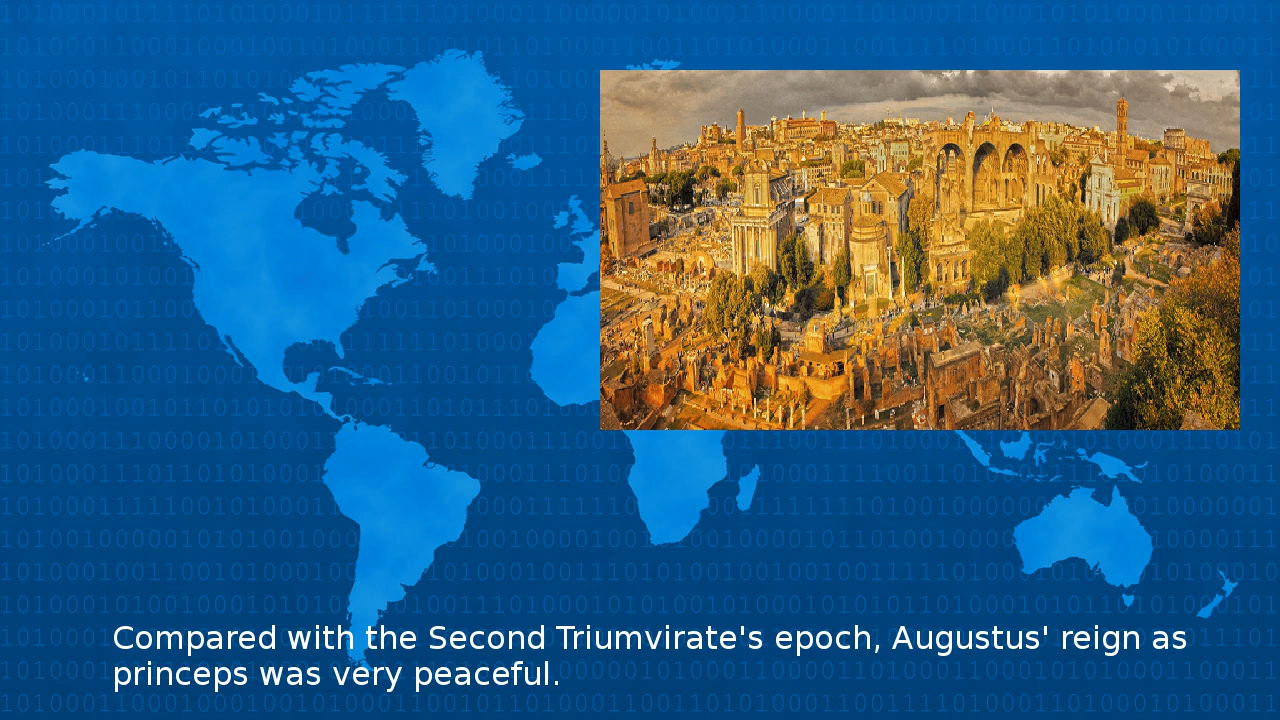 Compared with the Second Triumvirate's epoch, Augustus' reign as
princeps was very peaceful.